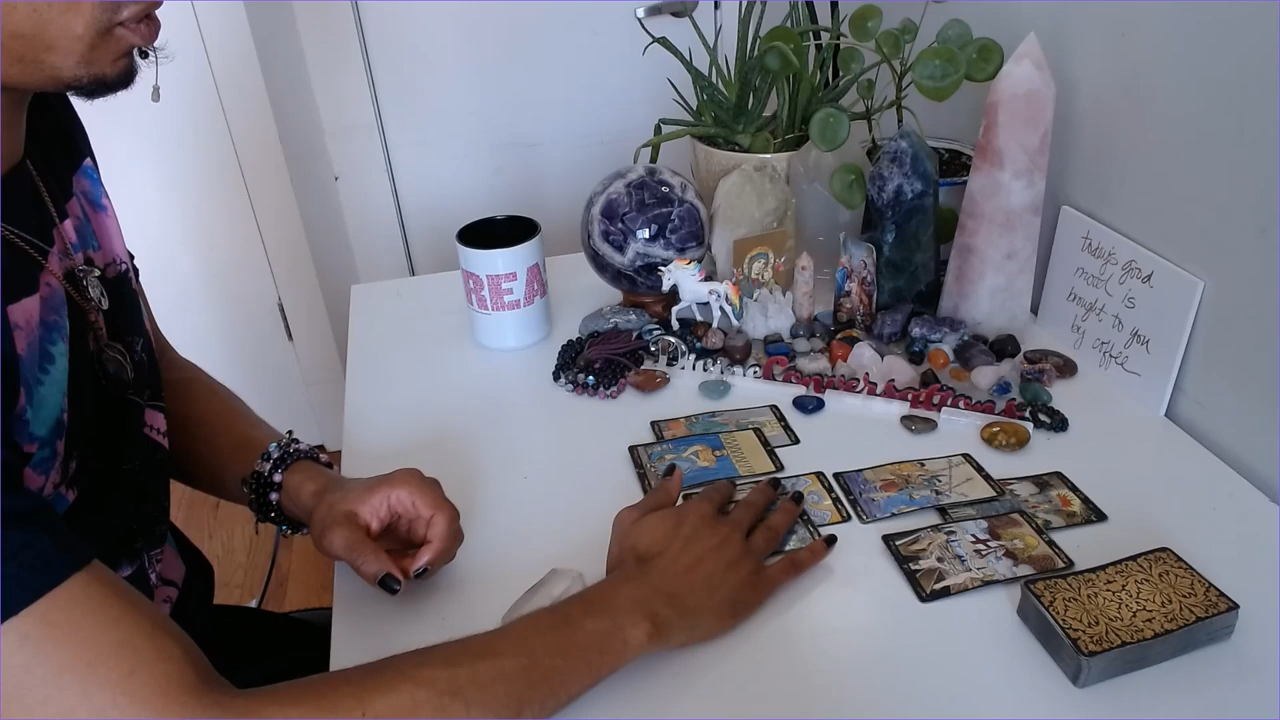 REA
Divine Conversations
today's good
mood is
brought to you
by coffee